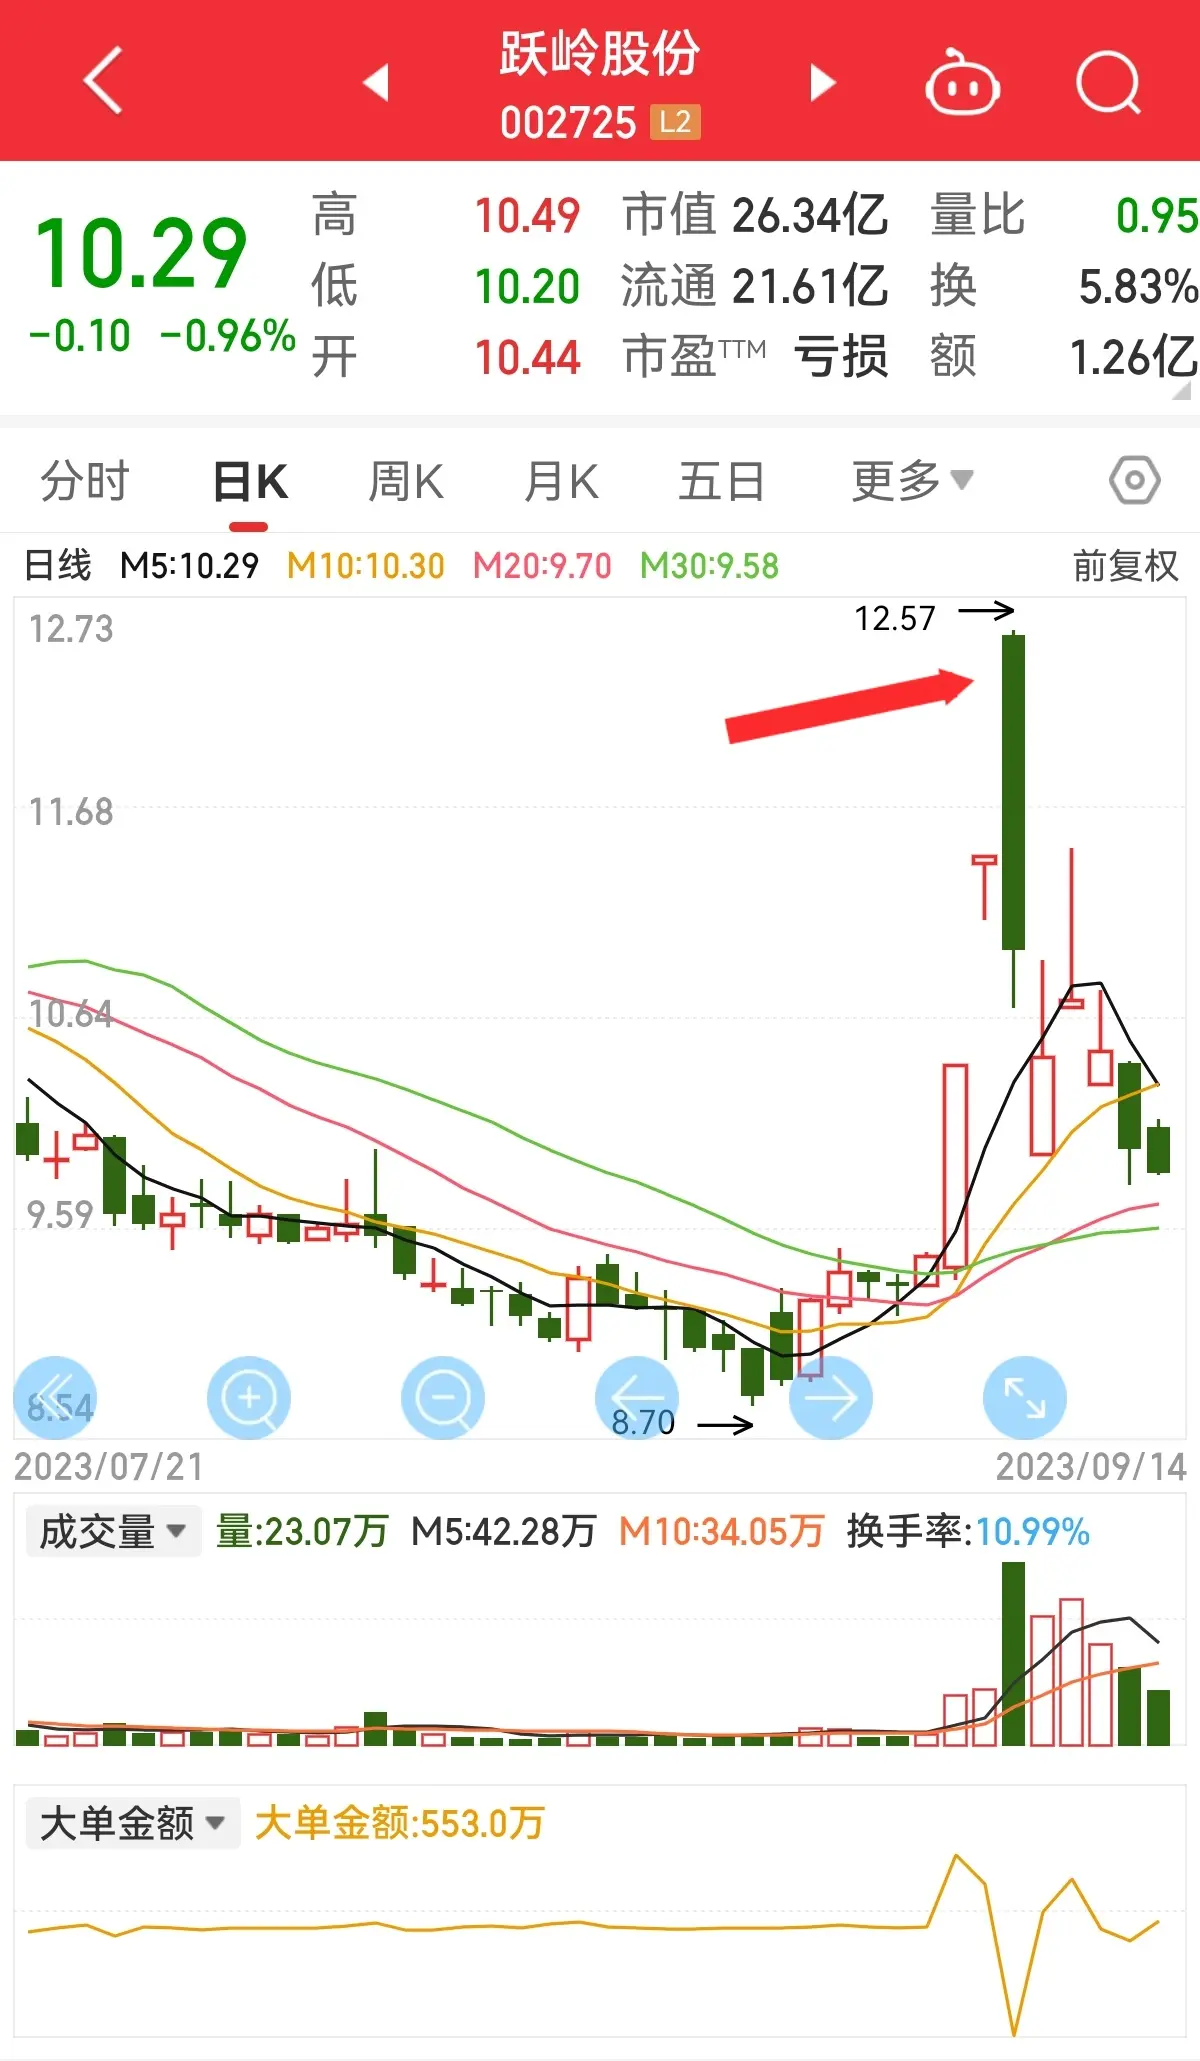 跃岭股份
002725 L2
10.29
-0.10 -0.96%
高 10.49 市值 26.34亿 量比 0.95
低 10.20 流通 21.61亿 换 5.83%
开 10.44 市盈TTM 亏损 额 1.26亿
分时 日K 周K 月K 五日 更多
日线 M5:10.29 M10:10.30 M20:9.70 M30:9.58 前复权
12.57
12.73
11.68
10.64
9.59
8.54
8.70
2023/07/21 2023/09/14
成交量 量:23.07万 M5:42.28万 M10:34.05万 换手率:10.99%
大单金额 大单金额:553.0万